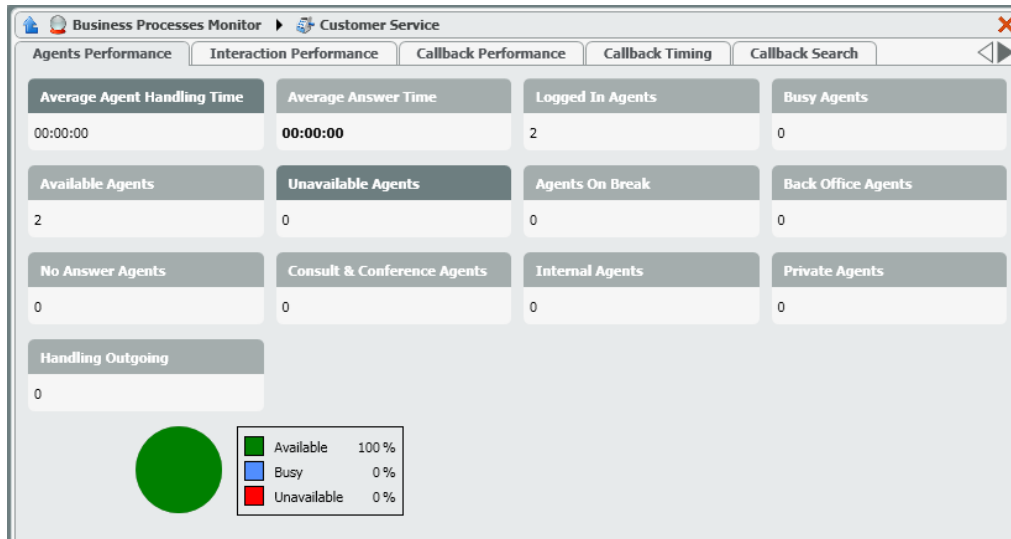 Business Processes Monitor Customer Service
Agents Performance Interaction Performance Callback Performance Callback Timing Callback Search
Average Agent Handling Time Average Answer Time Logged In Agents Busy Agents
00:00:00 00:00:00 2 0
Available Agents Unavailable Agents Agents On Break Back Office Agents
2 0 0 0
No Answer Agents Consult & Conference Agents Internal Agents Private Agents
0 0 0 0
Handling Outgoing
0
Available 100 %
Busy 0 %
Unavailable 0 %